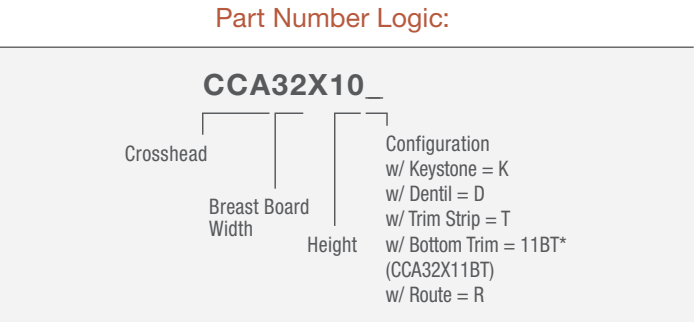 Part Number Logic:
CCA32X10_
Crosshead
Breast Board
Width
Height
Configuration
w/ Keystone = K
w/ Dentil = D
w/ Trim Strip = T
w/ Bottom Trim = 11BT*
(CCA32X11BT)
w/ Route = R